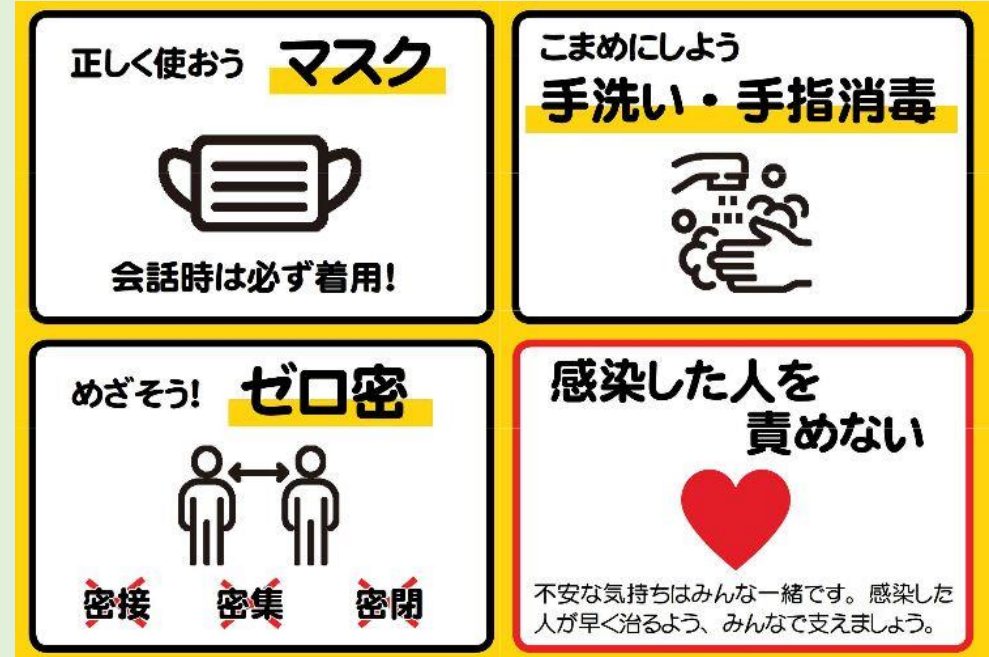 正しく使おう マスク
会話時は必ず着用!
こまめにしよう
手洗い・手指消毒
めざそう! ゼロ密
密接 密集 密閉
感染した人を
責めない
不安な気持ちはみんな一緒です。感染した
人が早く治るよう、みんなで支えましょう。